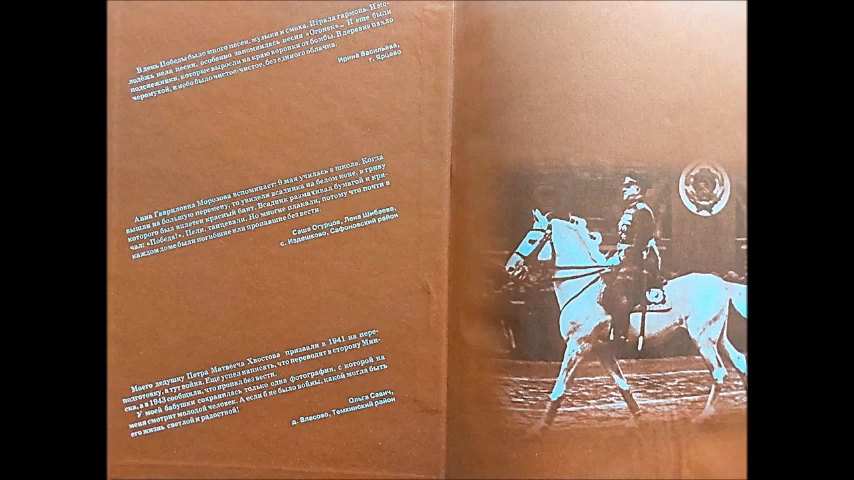 В день Победы было много песен, музыки и смеха. Играла гармонь. Мо-
лодёжь пела песни, особенно запомнилась песня «Огонек»... И еще были
подснежники, которые выросли на краю воронки от бомбы. В деревне пахло
черемухой, и небо было чистое-чистое, без единого облачка.
Ирина Васильева,
г. Ярцево
Анна Гавриловна Морозова вспоминает: 9 мая училась в школе. Когда
вышли на большую перемену, то увидели всадника на белом коне, в гриву
которого был вплетен красный бант. Всадник размахивал бумагой и кри-
чал: «Победа!». Пели, танцевали. Но многие плакали, потому что почти в
каждом доме были погибшие или пропавшие без вести.
Саша Огурцов, Лена Шибаева,
с. Издешково, Сафоновский район
Моего дедушку Петра Матвееча Хвостова призвали в 1941 на пере-
подготовку, а тут война. Еще успел написать, что переводят в сторону Мин-
ска, а в 1943 сообщили, что пропал без вести.
У моей бабушки сохранилась только одна фотография, с которой на
меня смотрит молодой человек. А если б не было войны, какой могла быть
его жизнь светлой и радостной!
Ольга Савич,
д. Власово, Темкинский район